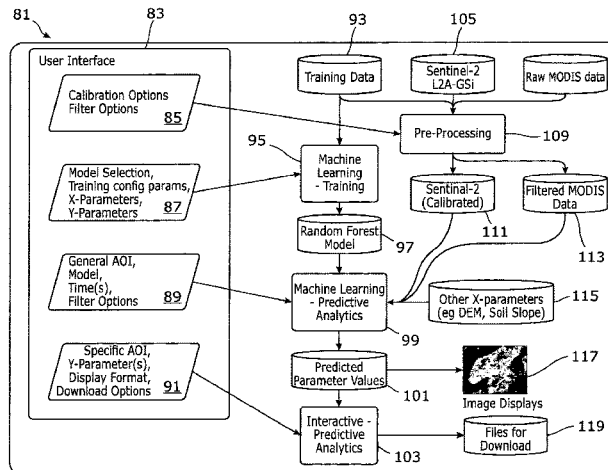 81
83
93
105
User Interface
Training Data
Sentinel-2
L2A-GSi
Raw MODIS data
Calibration Options
Filter Options
85
Pre-Processing
109
95
Machine
Learning
- Training
Model Selection,
Training config params,
X-Parameters,
Y-Parameters
87
Sentinal-2
(Calibrated)
111
Filtered MODIS
Data
113
Random Forest
Model
97
General AOI,
Model,
Time(s),
Filter Options
89
Machine Learning
- Predictive
Analytics
99
Other X-parameters
(eg DEM, Soil Slope)
115
Specific AOI,
Y-Parameter(s),
Display Format,
Download Options
91
Predicted
Parameter Values
101
117
Image Displays
Interactive -
Predictive
Analytics
103
Files for
Download
119